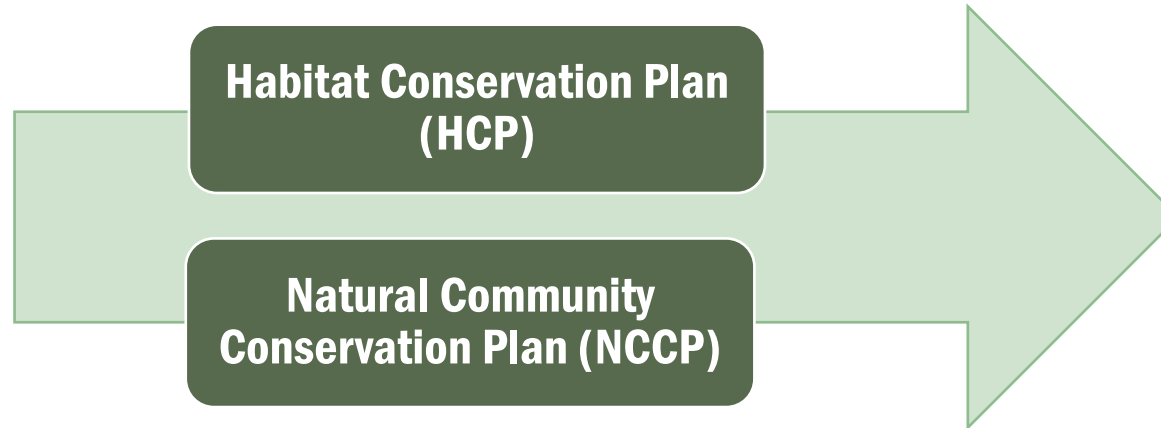 Habitat Conservation Plan
(HCP)
Natural Community
Conservation Plan (NCCP)